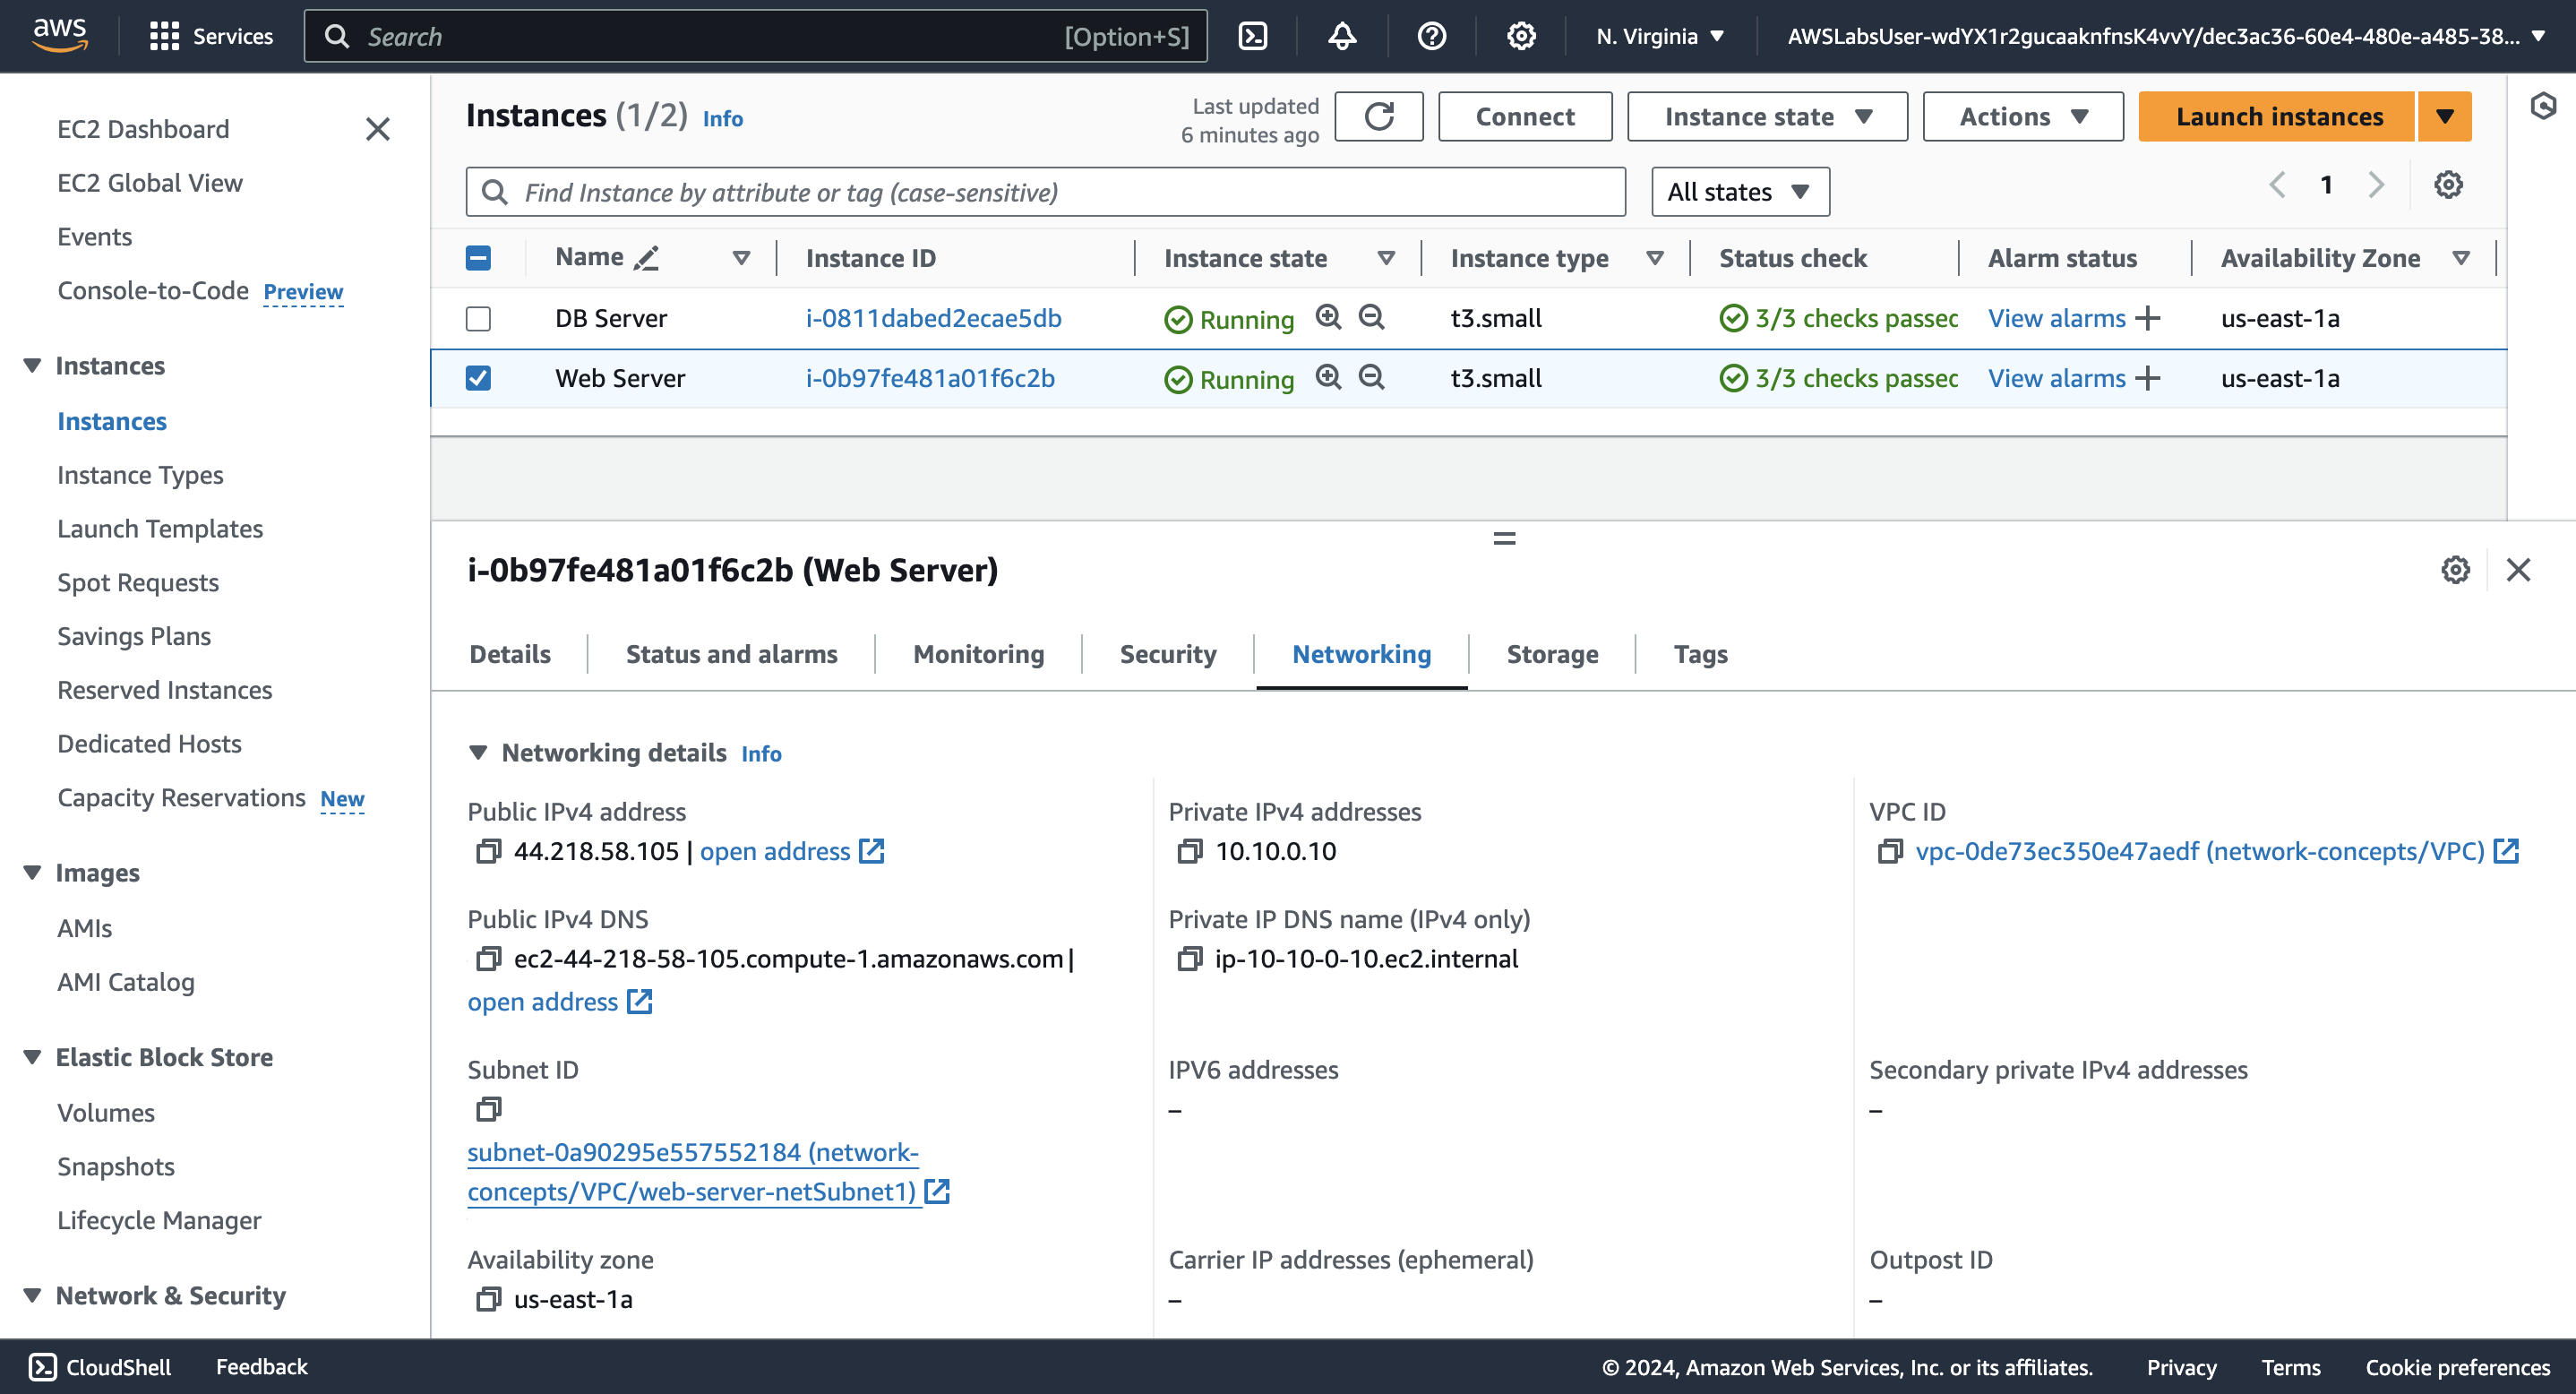 aws
Services
Search [Option+S]
N. Virginia
AWSLabsUser-wdYX1r2gucaaknfnsK4vvY/dec3ac36-60e4-480e-a485-38...
EC2 Dashboard
EC2 Global View
Events
Console-to-Code Preview
Instances
Instances
Instance Types
Launch Templates
Spot Requests
Savings Plans
Reserved Instances
Dedicated Hosts
Capacity Reservations New
Images
AMIs
AMI Catalog
Elastic Block Store
Volumes
Snapshots
Lifecycle Manager
Network & Security
Instances (1/2) Info
Last updated
6 minutes ago
Connect
Instance state
Actions
Launch instances
Find Instance by attribute or tag (case-sensitive)
All states
1
Name Instance ID Instance state Instance type Status check Alarm status Availability Zone
DB Server i-0811dabed2ecae5db Running t3.small 3/3 checks passed View alarms us-east-1a
Web Server i-0b97fe481a01f6c2b Running t3.small 3/3 checks passed View alarms us-east-1a
i-0b97fe481a01f6c2b (Web Server)
Details Status and alarms Monitoring Security Networking Storage Tags
Networking details Info
Public IPv4 address
44.218.58.105 | open address
Private IPv4 addresses
10.10.0.10
VPC ID
vpc-0de73ec350e47aedf (network-concepts/VPC)
Public IPv4 DNS
ec2-44-218-58-105.compute-1.amazonaws.com |
open address
Private IP DNS name (IPv4 only)
ip-10-10-0-10.ec2.internal
Subnet ID
subnet-0a90295e557552184 (network-
concepts/VPC/web-server-netSubnet1)
IPV6 addresses
–
Secondary private IPv4 addresses
–
Availability zone
us-east-1a
Carrier IP addresses (ephemeral)
–
Outpost ID
–
CloudShell
Feedback
© 2024, Amazon Web Services, Inc. or its affiliates.
Privacy
Terms
Cookie preferences